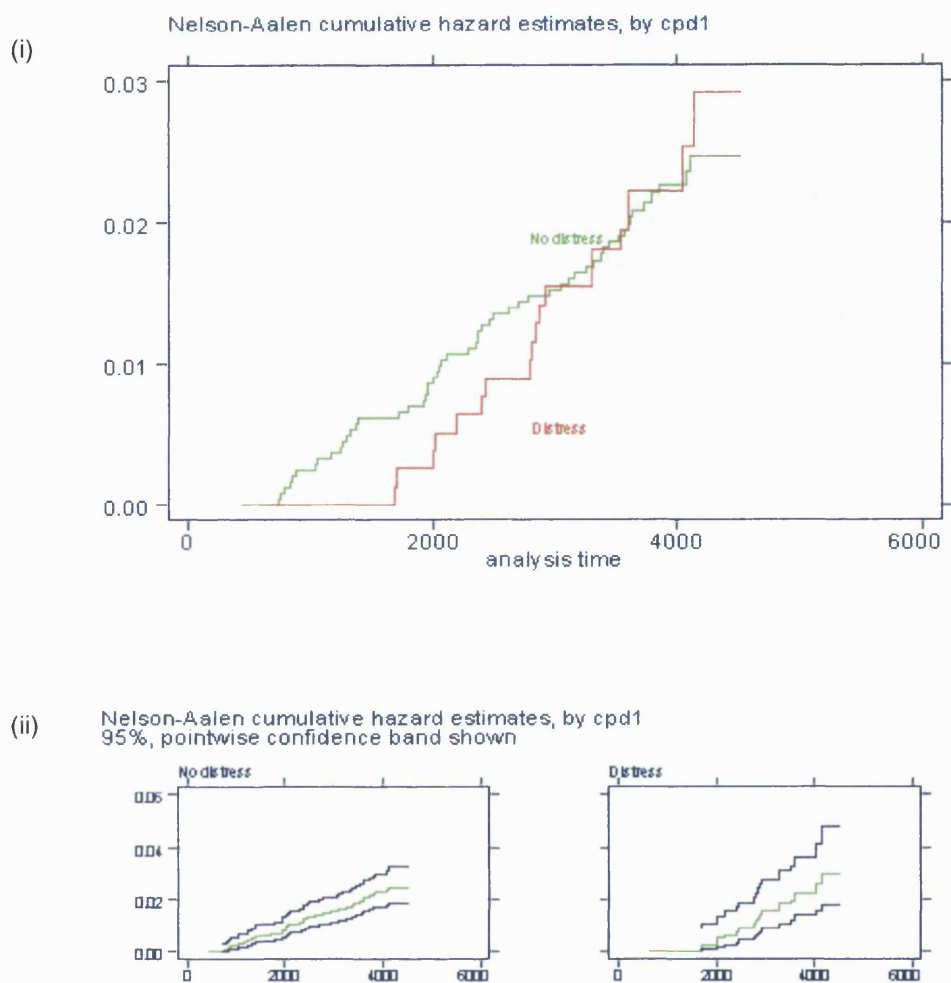 (i)
Nelson-Aalen cumulative hazard estimates, by cpd1
0.03
0.02
0.01
0.00
No distress
Distress
0 2000 4000 6000
analysis time
(ii)
Nelson-Aalen cumulative hazard estimates, by cpd1
95%, pointwise confidence band shown
No distress
Distress
0.06
0.04
0.02
0.00
0 2000 4000 6000
0 2000 4000 6000